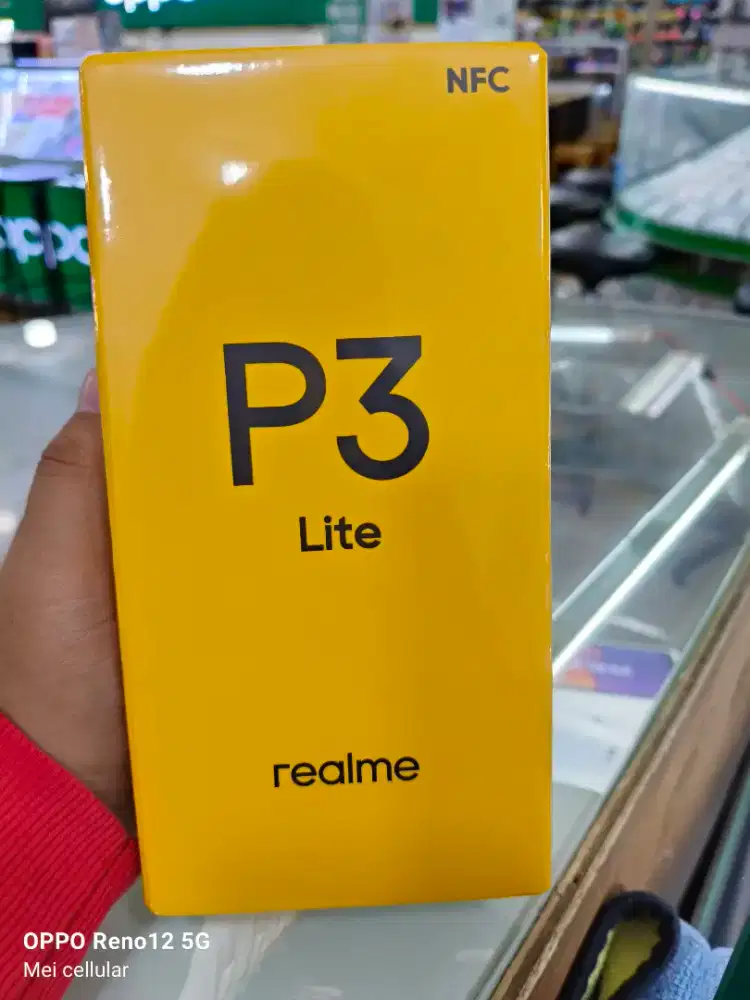 NFC
P3
Lite
realme
OPPO Reno12 5G
Mei cellular